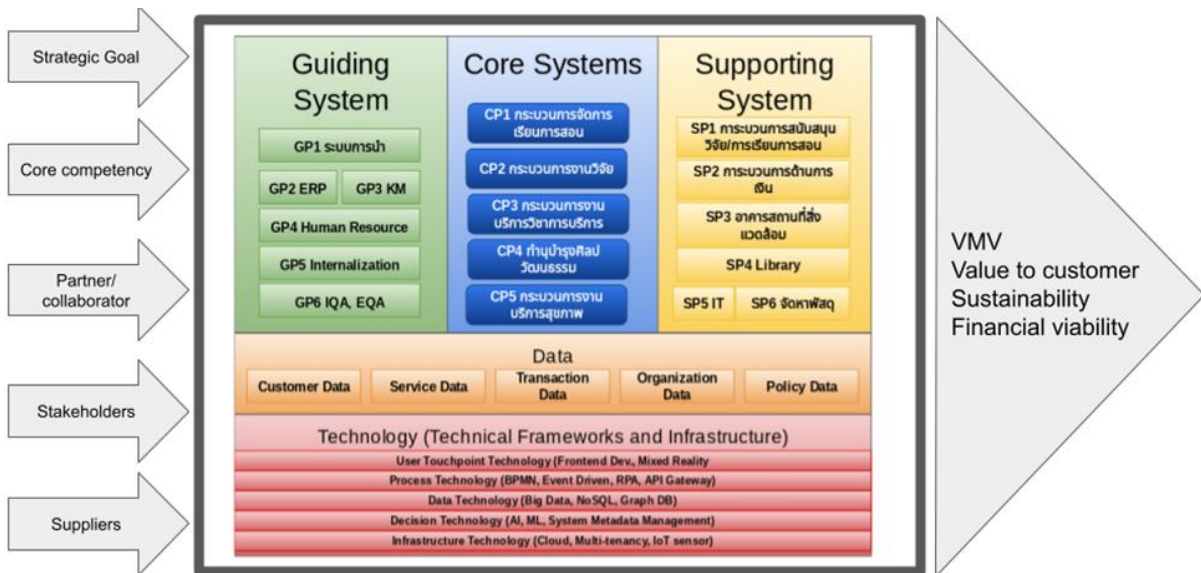 Strategic Goal
Core competency
Partner/
collaborator
Stakeholders
Suppliers
Guiding
System
GP1 ระบบการนำ
GP2 ERP
GP3 KM
GP4 Human Resource
GP5 Internalization
GP6 IQA, EQA
Core Systems
CP1 กระบวนการจัดการ
เรียนการสอน
CP2 กระบวนการงานวิจัย
CP3 กระบวนการงาน
บริการวิชาการบริการ
CP4 ทำนุบำรุงศิลป
วัฒนธรรม
CP5 กระบวนการงาน
บริการสุขภาพ
Supporting
System
SP1 การะบวนการสนับสนุน
วิจัย/การเรียนการสอน
SP2 การะบวนการด้านการ
เงิน
SP3 อาคารสถานที่สิ่ง
แวดล้อม
SP4 Library
SP5 IT
SP6 จัดหาพัสดุ
Data
Customer Data
Service Data
Transaction
Data
Organization
Data
Policy Data
Technology (Technical Frameworks and Infrastructure)
User Touchpoint Technology (Frontend Dev., Mixed Reality
Process Technology (BPMN, Event Driven, RPA, API Gateway)
Data Technology (Big Data, NoSQL, Graph DB)
Decision Technology (AI, ML, System Metadata Management)
Infrastructure Technology (Cloud, Multi-tenancy, IoT sensor)
VMV
Value to customer
Sustainability
Financial viability